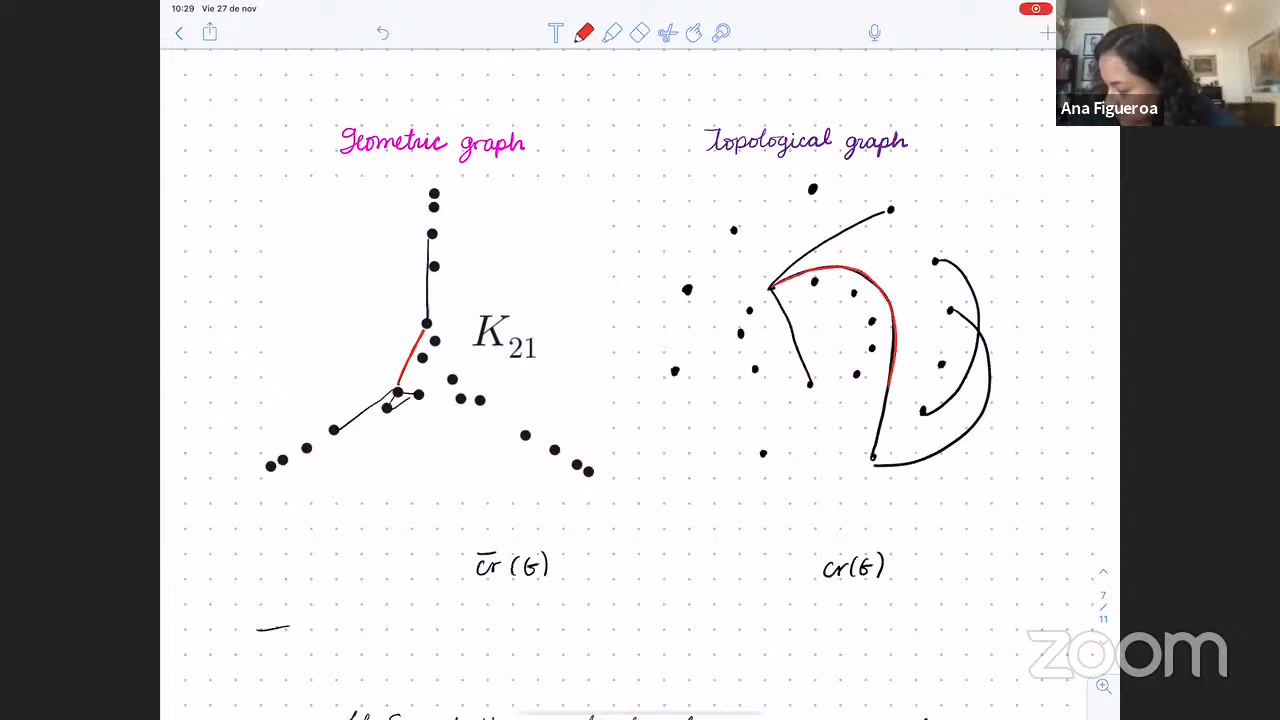 10:29 Vie 27 de nov
Ana Figueroa
Geometric graph
Topological graph
K21
c̅r̅ (G)
cr(G)
7
/
11
zoom